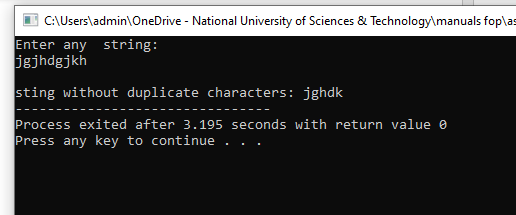 C:\Users\admin\OneDrive - National University of Sciences & Technology\manuals fop\as
Enter any  string:
jgjhdgjkh
sting without duplicate characters: jghdk
--------------------------------
Process exited after 3.195 seconds with return value 0
Press any key to continue . . .